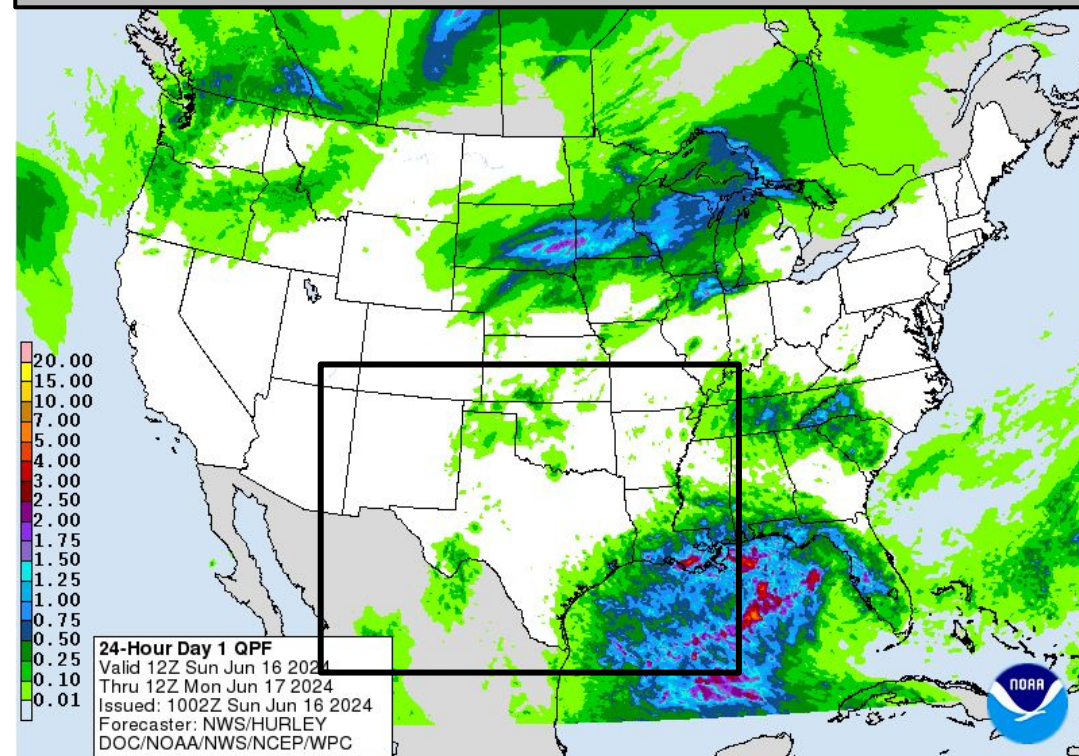 20.00
15.00
10.00
7.00
5.00
4.00
3.00
2.50
2.00
1.75
1.50
1.25
1.00
0.75
0.50
0.25
0.10
0.01
24-Hour Day 1 QPF
Valid 12Z Sun Jun 16 2024
Thru 12Z Mon Jun 17 2024
Issued: 1002Z Sun Jun 16 2024
Forecaster: NWS/HURLEY
DOC/NOAA/NWS/NCEP/WPC
NOAA